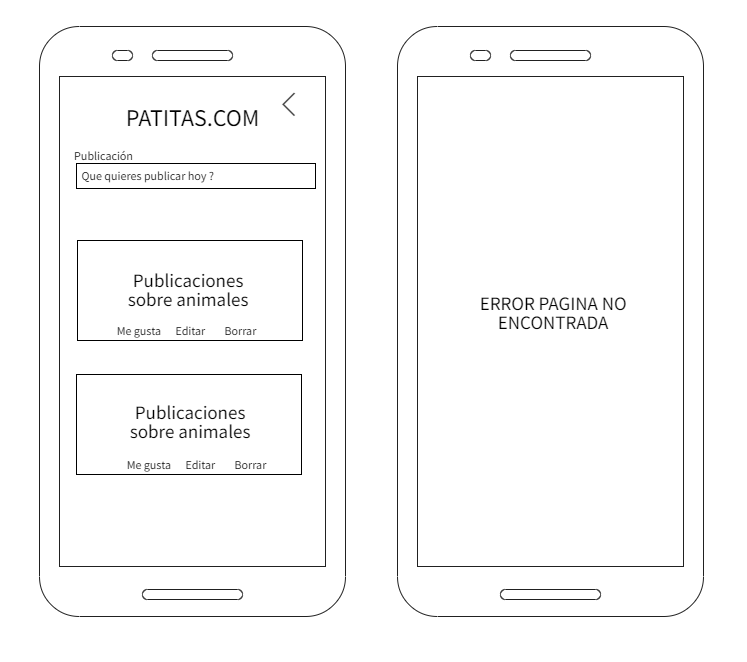 PATITAS.COM
Publicación
Que quieres publicar hoy ?
Publicaciones
sobre animales
Me gusta Editar Borrar
Publicaciones
sobre animales
Me gusta Editar Borrar
ERROR PAGINA NO
ENCONTRADA